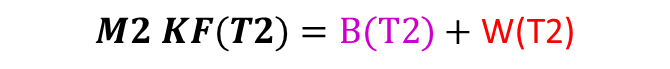 M2 KF(T2) = B(T2) + W(T2)